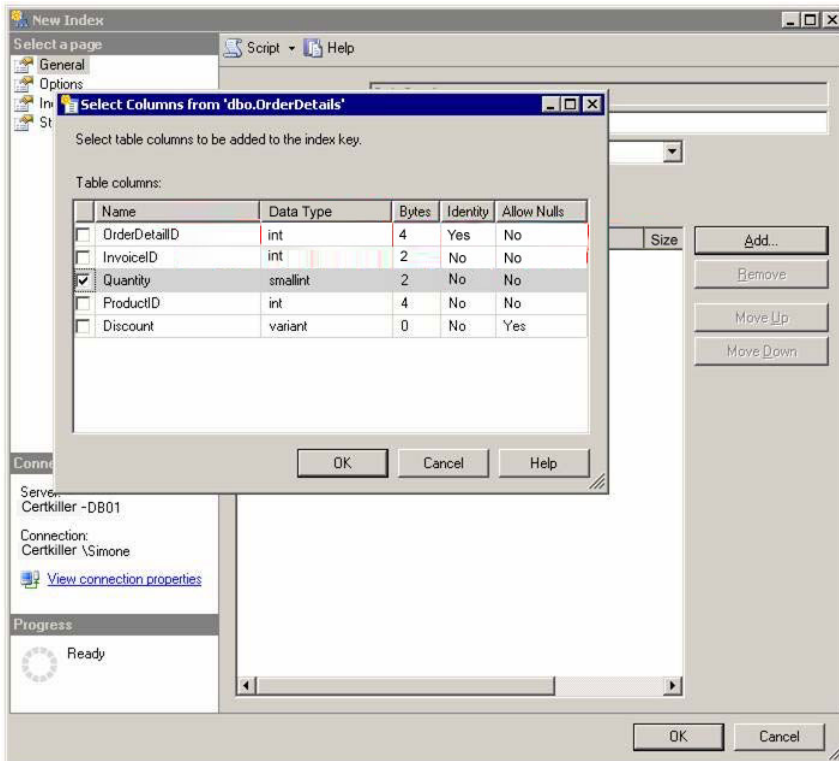 New Index
Select a page
Script Help
General
Options
Select Columns from 'dbo.OrderDetails'
Select table columns to be added to the index key.
Table columns:
Name Data Type Bytes Identity Allow Nulls
OrderDetailID int 4 Yes No
InvoiceID int 2 No No
Quantity smallint 2 No No
ProductID int 4 No No
Discount variant 0 No Yes
Size
Add...
Remove
Move Up
Move Down
OK Cancel Help
Server:
Certkiller -DB01
Connection:
Certkiller \Simone
View connection properties
Progress
Ready
OK Cancel